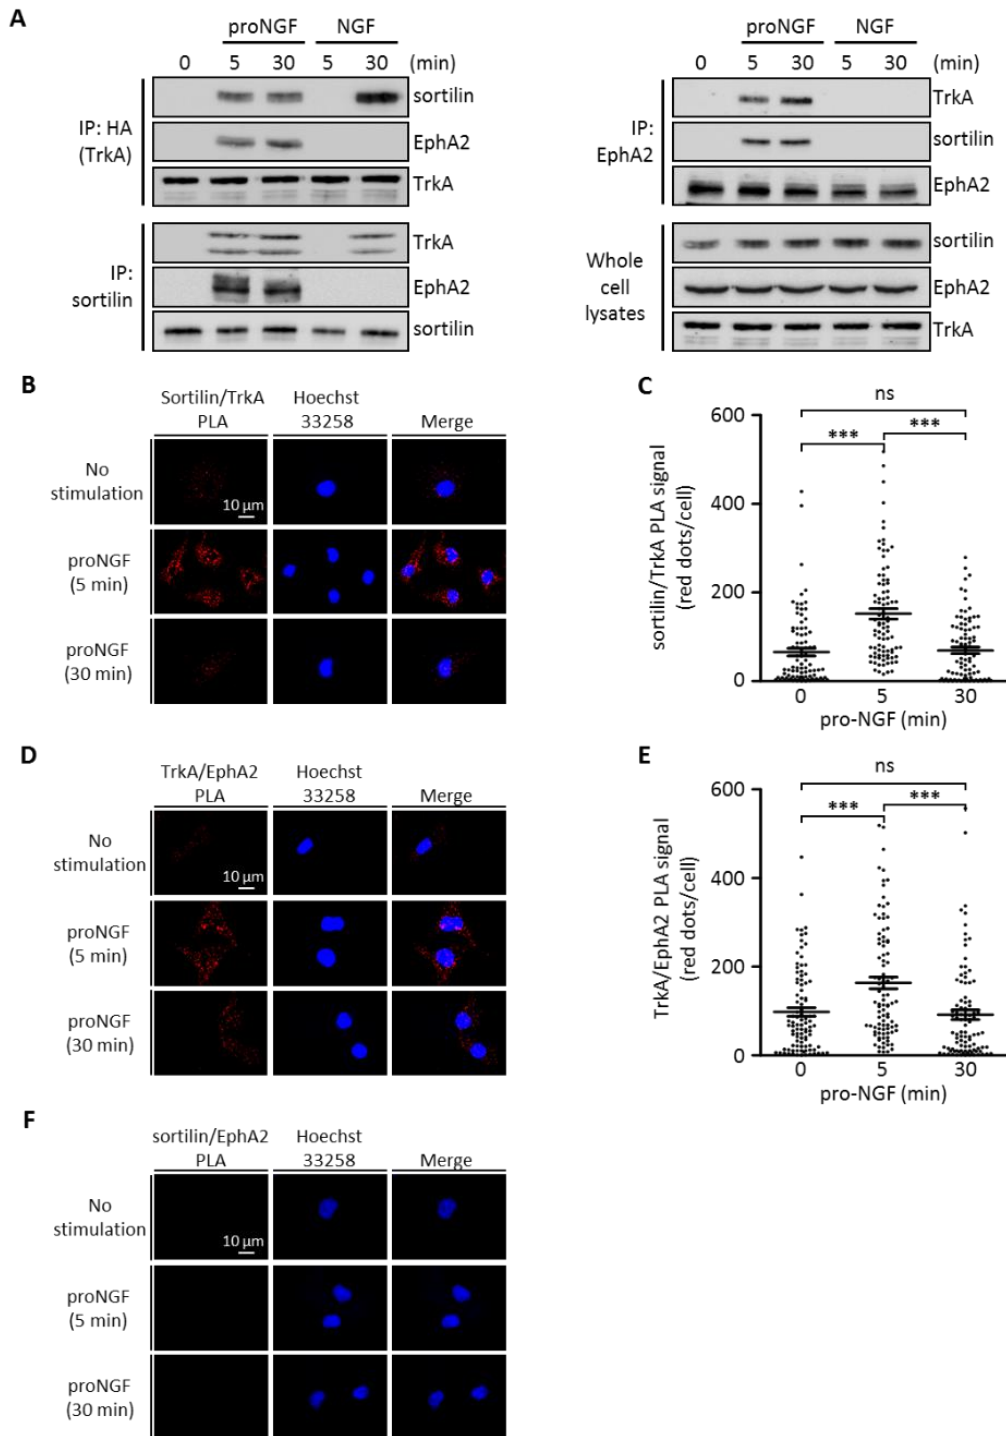 A
proNGF NGF
0 5 30 5 30 (min)
IP: HA
(TrkA)
sortilin
EphA2
TrkA
IP:
sortilin
TrkA
EphA2
sortilin
proNGF NGF
0 5 30 5 30 (min)
IP:
EphA2
TrkA
sortilin
EphA2
Whole
cell
lysates
sortilin
EphA2
TrkA
B
Sortilin/TrkA
PLA
Hoechst
33258
Merge
No
stimulation
10 µm
proNGF
(5 min)
proNGF
(30 min)
C
sortilin/TrkA PLA signal
(red dots/cell)
600
400
200
0
ns
*** ***
0 5 30
pro-NGF (min)
D
TrkA/EphA2
PLA
Hoechst
33258
Merge
No
stimulation
10 µm
proNGF
(5 min)
proNGF
(30 min)
E
TrkA/EphA2 PLA signal
(red dots/cell)
600
400
200
0
ns
*** ***
0 5 30
pro-NGF (min)
F
sortilin/EphA2
PLA
Hoechst
33258
Merge
No
stimulation
10 µm
proNGF
(5 min)
proNGF
(30 min)